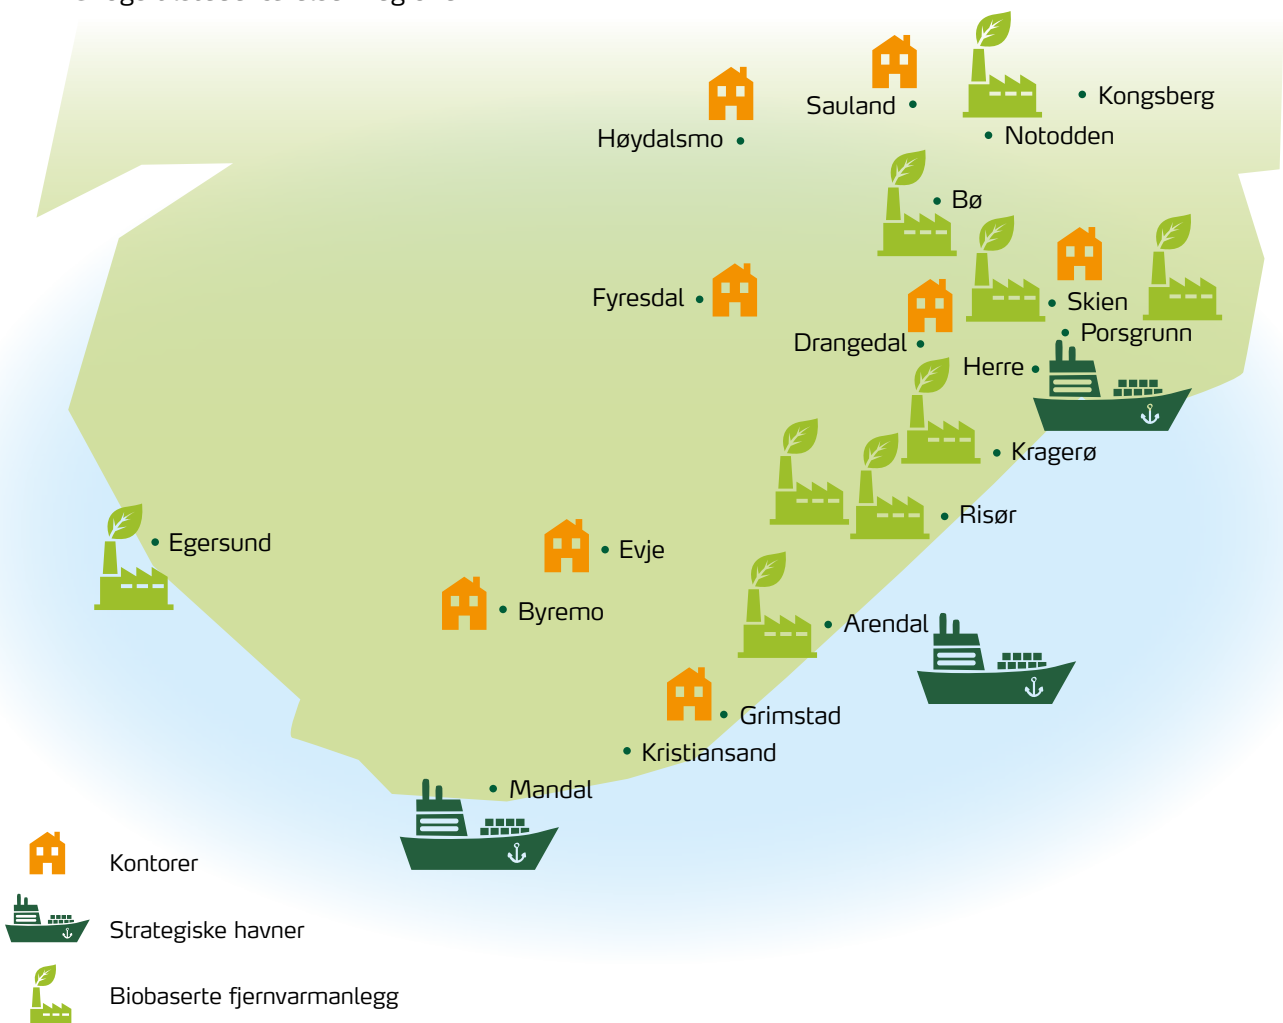 Sauland
Kongsberg
Høydalsmo
Notodden
Bø
Fyresdal
Skien
Porsgrunn
Drangedal
Herre
Kragerø
Risør
Egersund
Evje
Byremo
Arendal
Grimstad
Kristiansand
Mandal
Kontorer
Strategiske havner
Biobaserte fjernvarmanlegg